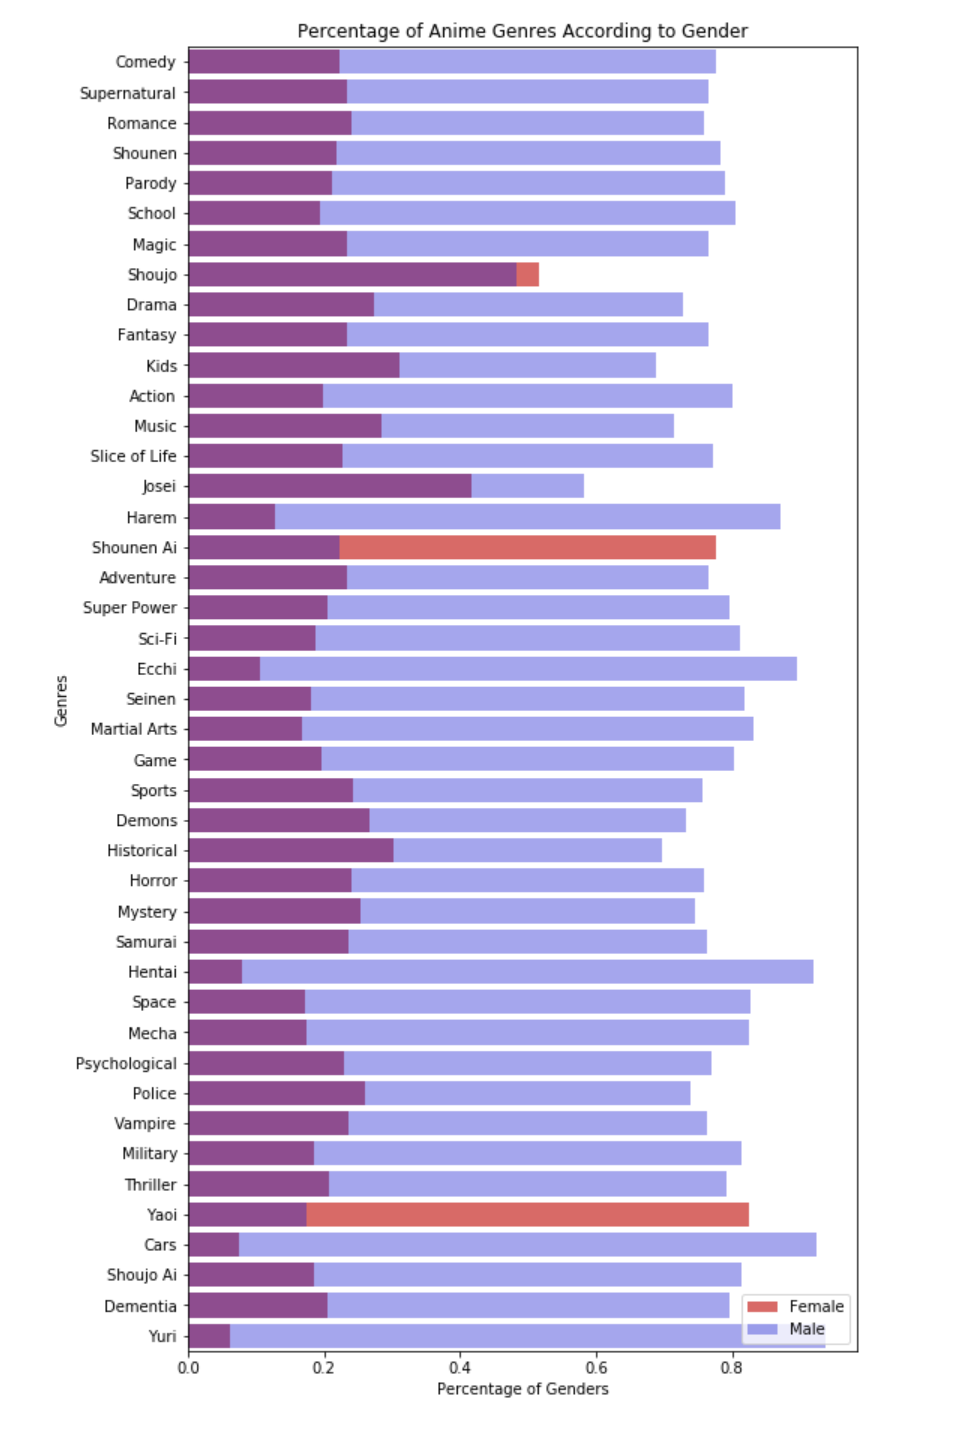 Percentage of Anime Genres According to Gender
Comedy
Supernatural
Romance
Shounen
Parody
School
Magic
Shoujo
Drama
Fantasy
Kids
Action
Music
Slice of Life
Josei
Harem
Shounen Ai
Adventure
Super Power
Sci-Fi
Ecchi
Seinen
Martial Arts
Game
Sports
Demons
Historical
Horror
Mystery
Samurai
Hentai
Space
Mecha
Psychological
Police
Vampire
Military
Thriller
Yaoi
Cars
Shoujo Ai
Dementia
Yuri
Genres
Female
Male
0.0 0.2 0.4 0.6 0.8
Percentage of Genders